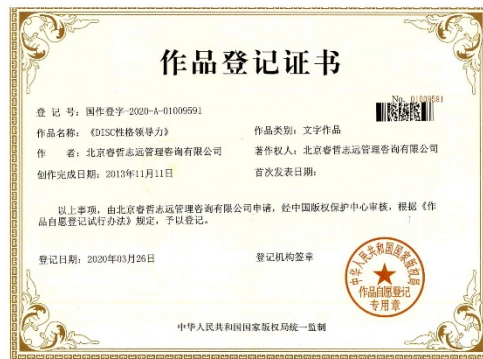 作品登记证书
No. 01009591
登 记 号：国作登字-2020-A-01009591
作品名称：《DISC性格领导力》 作品类别：文字作品
作 者：北京睿哲志远管理咨询有限公司 著作权人：北京睿哲志远管理咨询有限公司
创作完成日期：2013年11月11日 首次发表日期：
以上事项，由北京睿哲志远管理咨询有限公司申请，经中国版权保护中心审核，根据《作
品自愿登记试行办法》规定，予以登记。
登记日期：2020年03月26日 登记机构签章
中华人民共和国国家版权局
作品自愿登记
专用章
中华人民共和国国家版权局统一监制